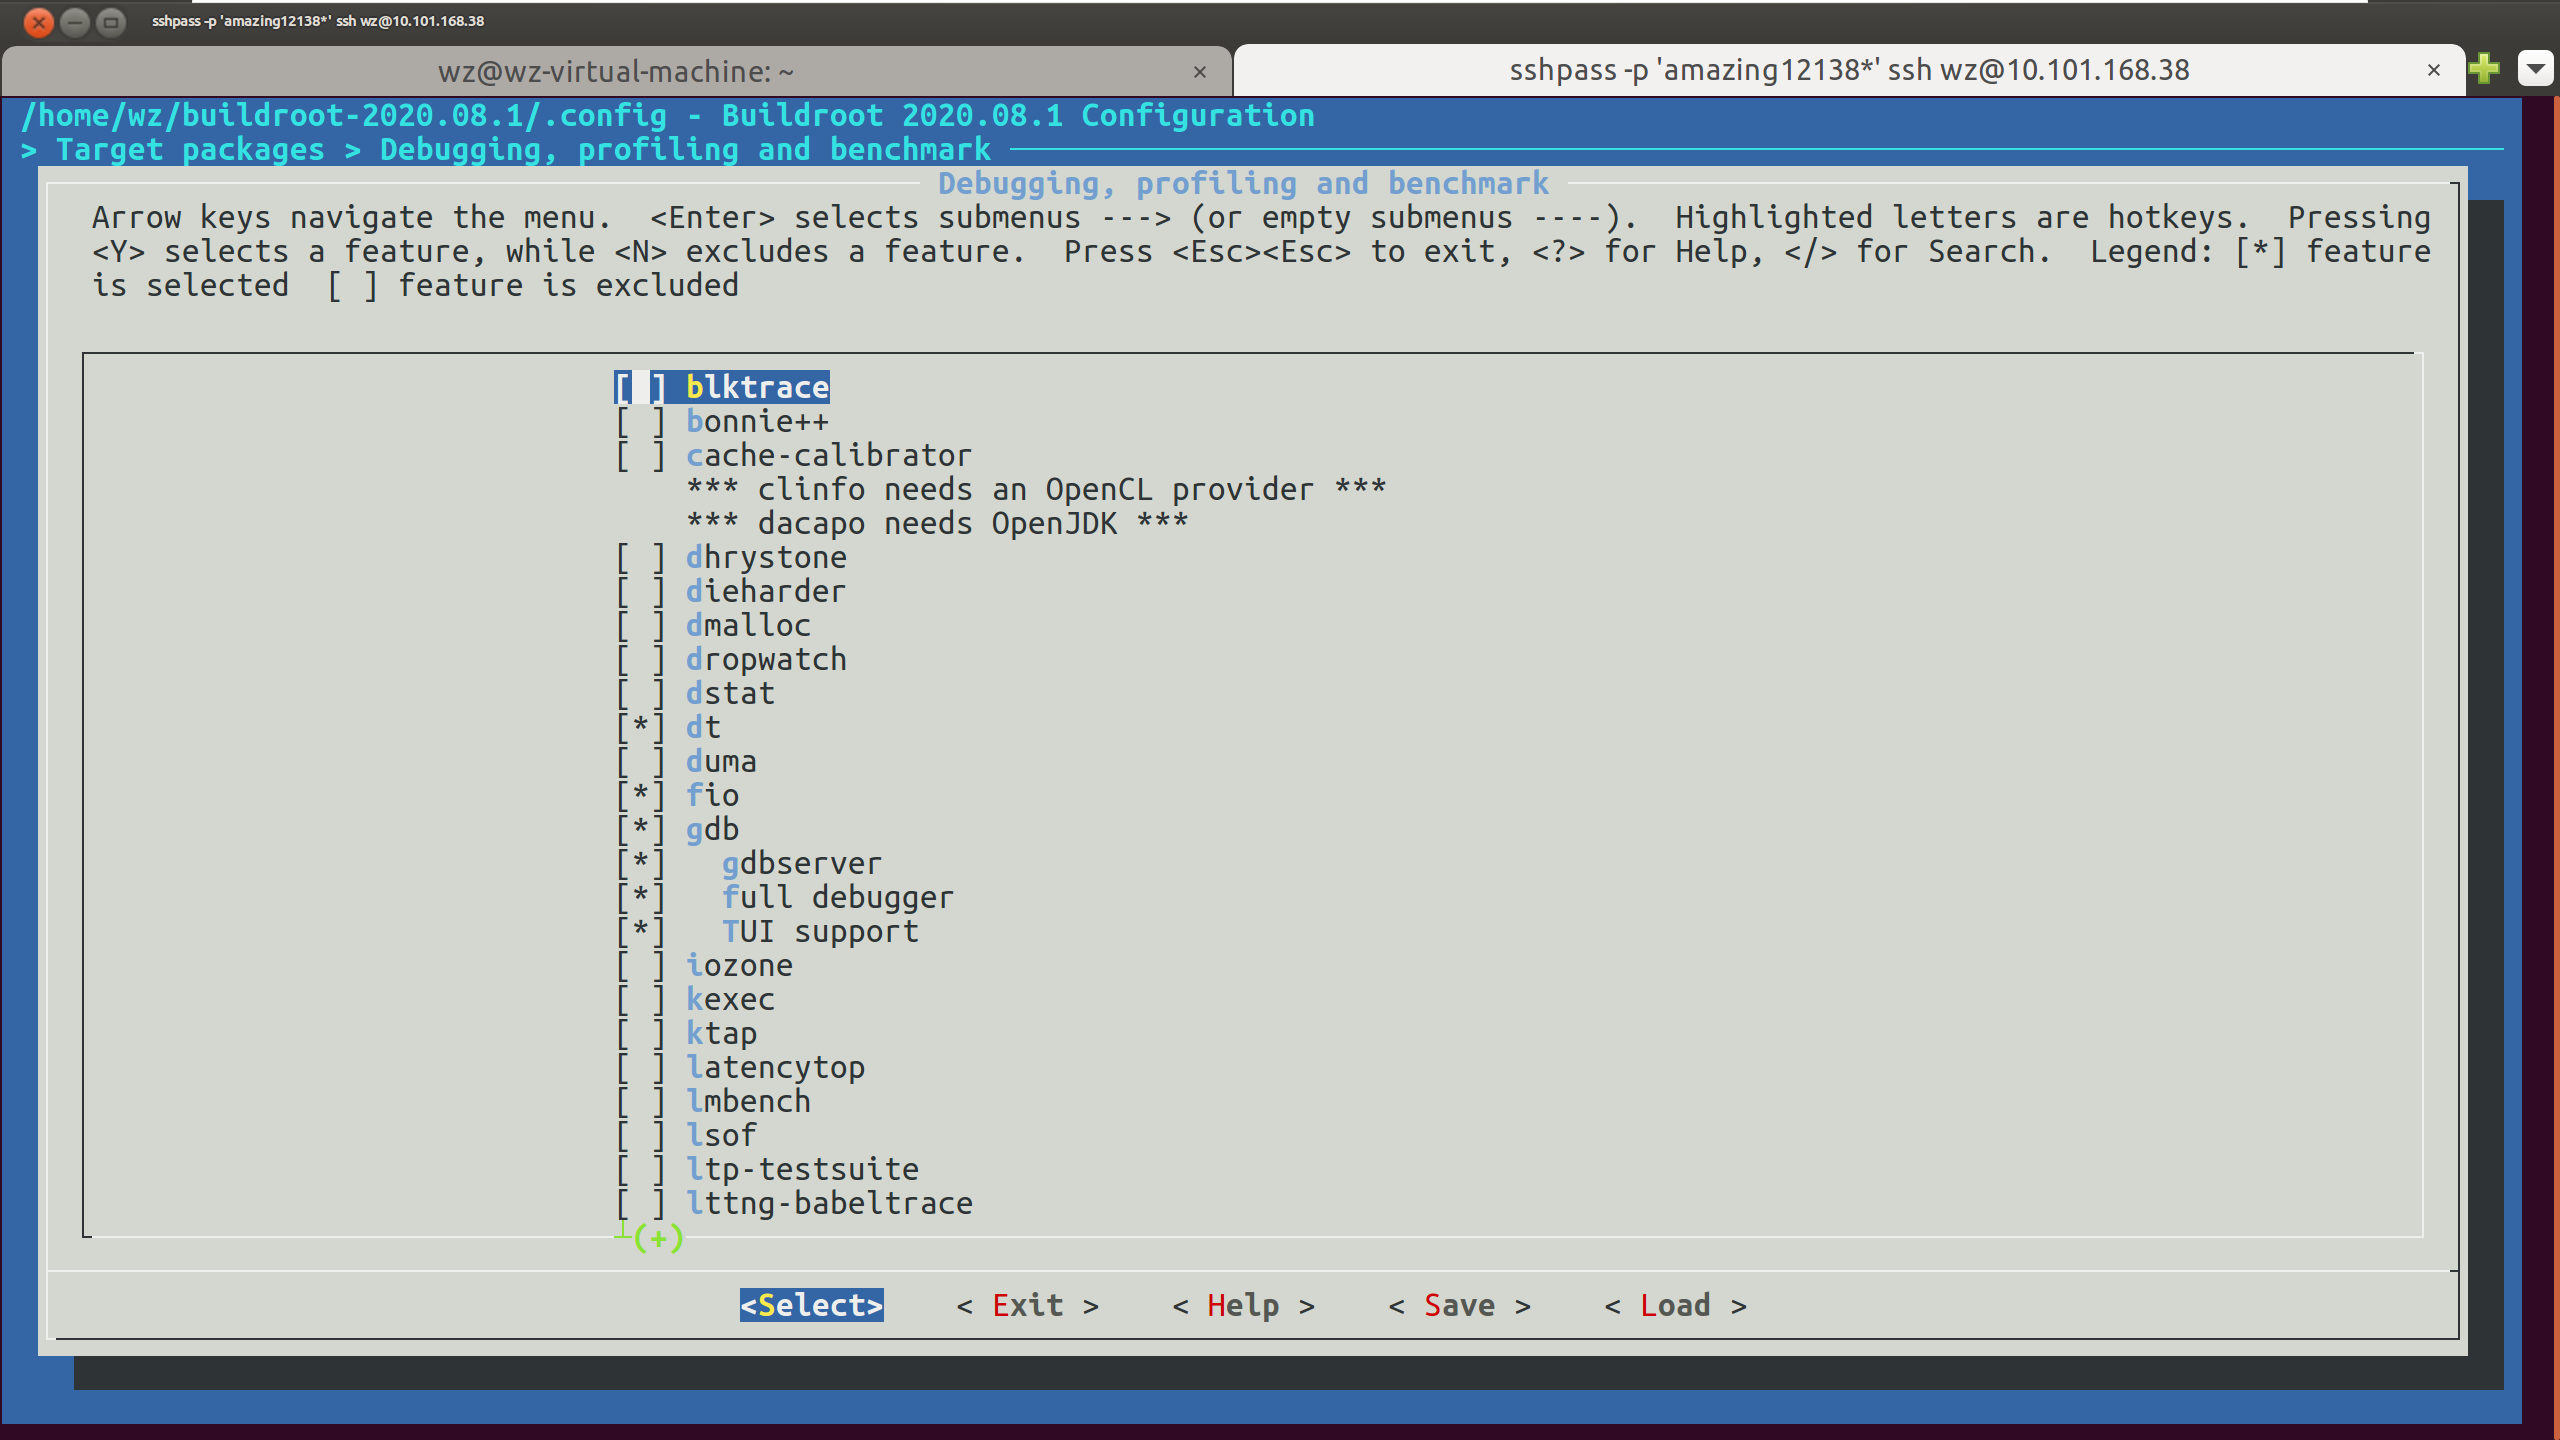 sshpass -p 'amazing12138*' ssh wz@10.101.168.38
wz@wz-virtual-machine: ~ ×
sshpass -p 'amazing12138*' ssh wz@10.101.168.38 ×
/home/wz/buildroot-2020.08.1/.config - Buildroot 2020.08.1 Configuration
> Target packages > Debugging, profiling and benchmark
Debugging, profiling and benchmark
Arrow keys navigate the menu.  <Enter> selects submenus ---> (or empty submenus ----).  Highlighted letters are hotkeys.  Pressing
<Y> selects a feature, while <N> excludes a feature.  Press <Esc><Esc> to exit, <?> for Help, </> for Search.  Legend: [*] feature
is selected  [ ] feature is excluded
[ ] blktrace
[ ] bonnie++
[ ] cache-calibrator
*** clinfo needs an OpenCL provider ***
*** dacapo needs OpenJDK ***
[ ] dhrystone
[ ] dieharder
[ ] dmalloc
[ ] dropwatch
[ ] dstat
[*] dt
[ ] duma
[*] fio
[*] gdb
[*]   gdbserver
[*]   full debugger
[*]   TUI support
[ ] iozone
[ ] kexec
[ ] ktap
[ ] latencytop
[ ] lmbench
[ ] lsof
[ ] ltp-testsuite
[ ] lttng-babeltrace
┴(+)
<Select>    < Exit >    < Help >    < Save >    < Load >